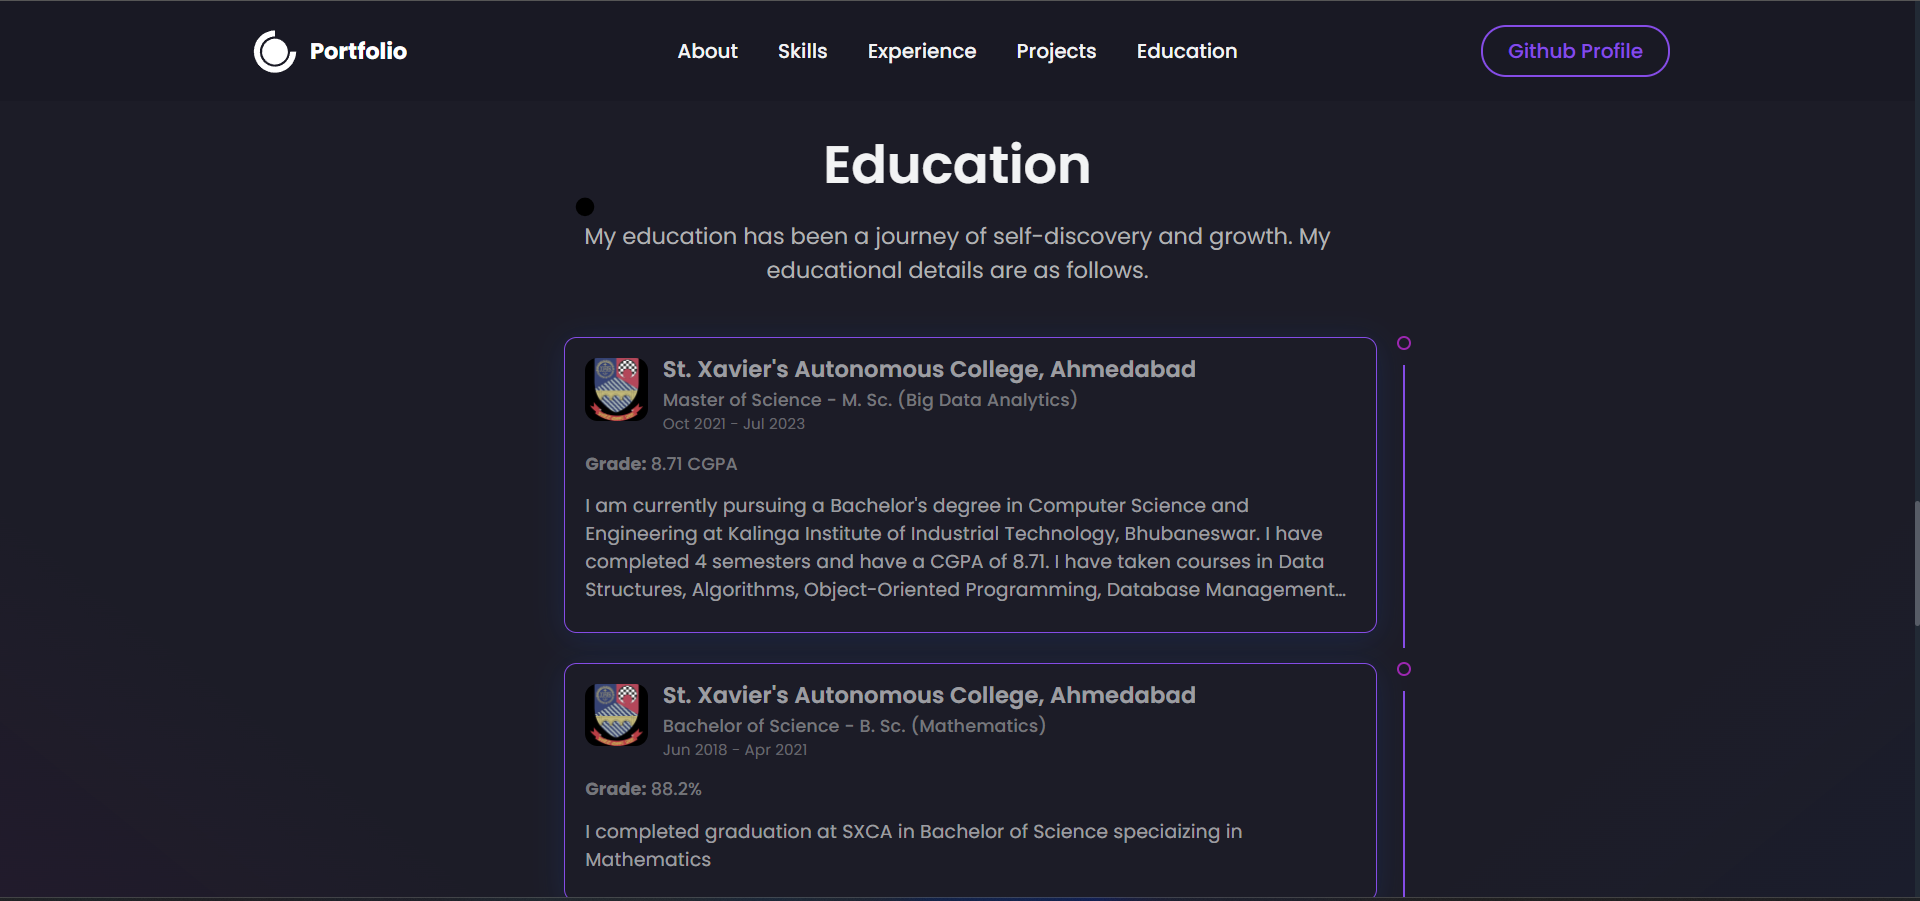 Portfolio
About
Skills
Experience
Projects
Education
Github Profile
Education
My education has been a journey of self-discovery and growth. My
educational details are as follows.
St. Xavier's Autonomous College, Ahmedabad
Master of Science - M. Sc. (Big Data Analytics)
Oct 2021 - Jul 2023
Grade: 8.71 CGPA
I am currently pursuing a Bachelor's degree in Computer Science and
Engineering at Kalinga Institute of Industrial Technology, Bhubaneswar. I have
completed 4 semesters and have a CGPA of 8.71. I have taken courses in Data
Structures, Algorithms, Object-Oriented Programming, Database Management...
St. Xavier's Autonomous College, Ahmedabad
Bachelor of Science - B. Sc. (Mathematics)
Jun 2018 - Apr 2021
Grade: 88.2%
I completed graduation at SXCA in Bachelor of Science speciaizing in
Mathematics